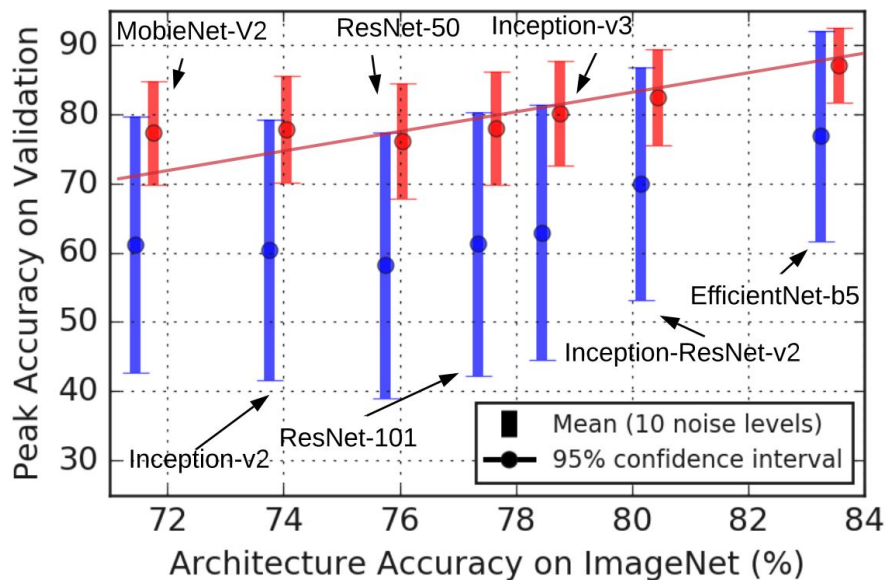 MobieNet-V2
ResNet-50
Inception-v3
90
80
70
60
50
40
30
Peak Accuracy on Validation
EfficientNet-b5
Inception-ResNet-v2
ResNet-101
Inception-v2
Mean (10 noise levels)
95% confidence interval
72 74 76 78 80 82 84
Architecture Accuracy on ImageNet (%)